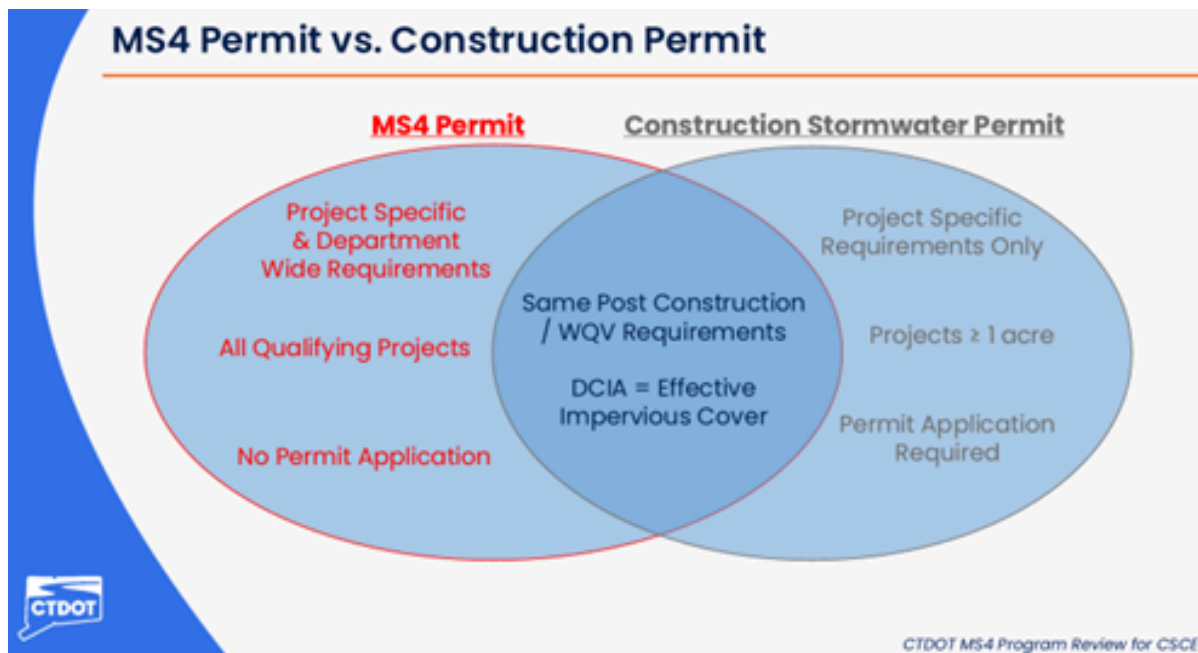 MS4 Permit vs. Construction Permit
MS4 Permit
Construction Stormwater Permit
Project Specific
& Department
Wide Requirements
All Qualifying Projects
No Permit Application
Same Post Construction
/ WQV Requirements
DCIA = Effective
Impervious Cover
Project Specific
Requirements Only
Projects ≥ 1 acre
Permit Application
Required
CTDOT
CTDOT MS4 Program Review for CSCE